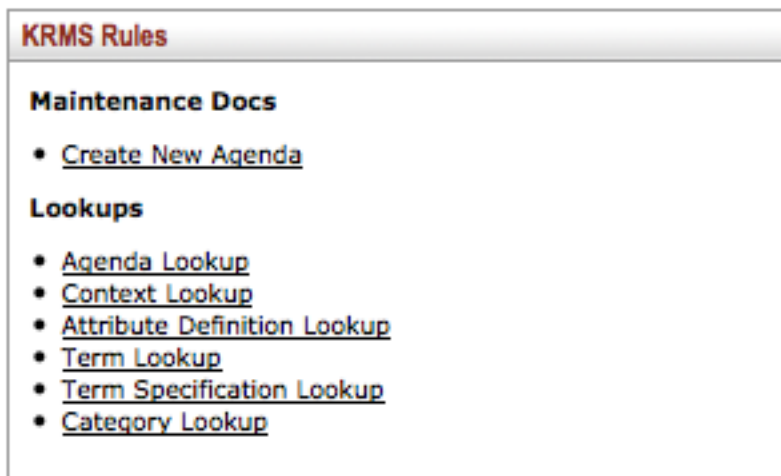 KRMS Rules
Maintenance Docs
• Create New Agenda
Lookups
• Agenda Lookup
• Context Lookup
• Attribute Definition Lookup
• Term Lookup
• Term Specification Lookup
• Category Lookup